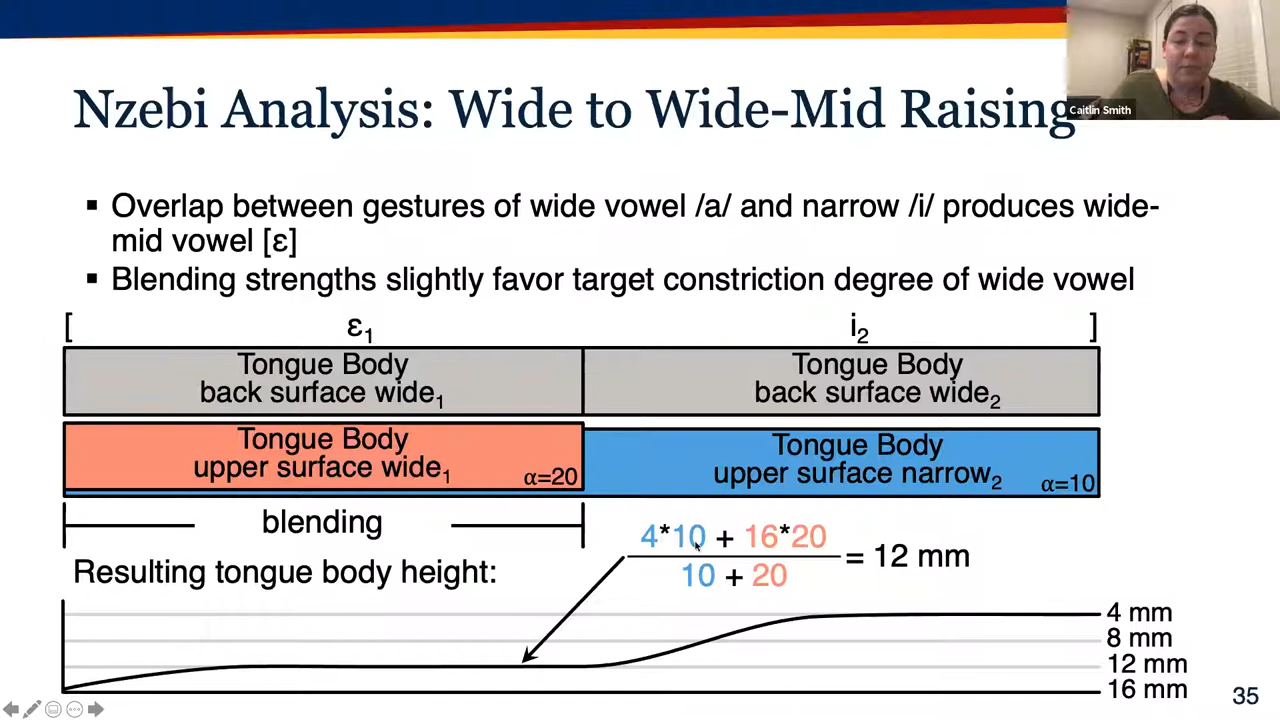 Caitlin Smith
Nzebi Analysis: Wide to Wide-Mid Raising
▪ Overlap between gestures of wide vowel /a/ and narrow /i/ produces wide-
mid vowel [ɛ]
▪ Blending strengths slightly favor target constriction degree of wide vowel
[ ɛ₁ i₂ ]
Tongue Body
back surface wide₁
Tongue Body
back surface wide₂
Tongue Body
upper surface wide₁
α=20
Tongue Body
upper surface narrow₂
α=10
blending
4*10 + 16*20
10 + 20
= 12 mm
Resulting tongue body height:
4 mm
8 mm
12 mm
16 mm
35